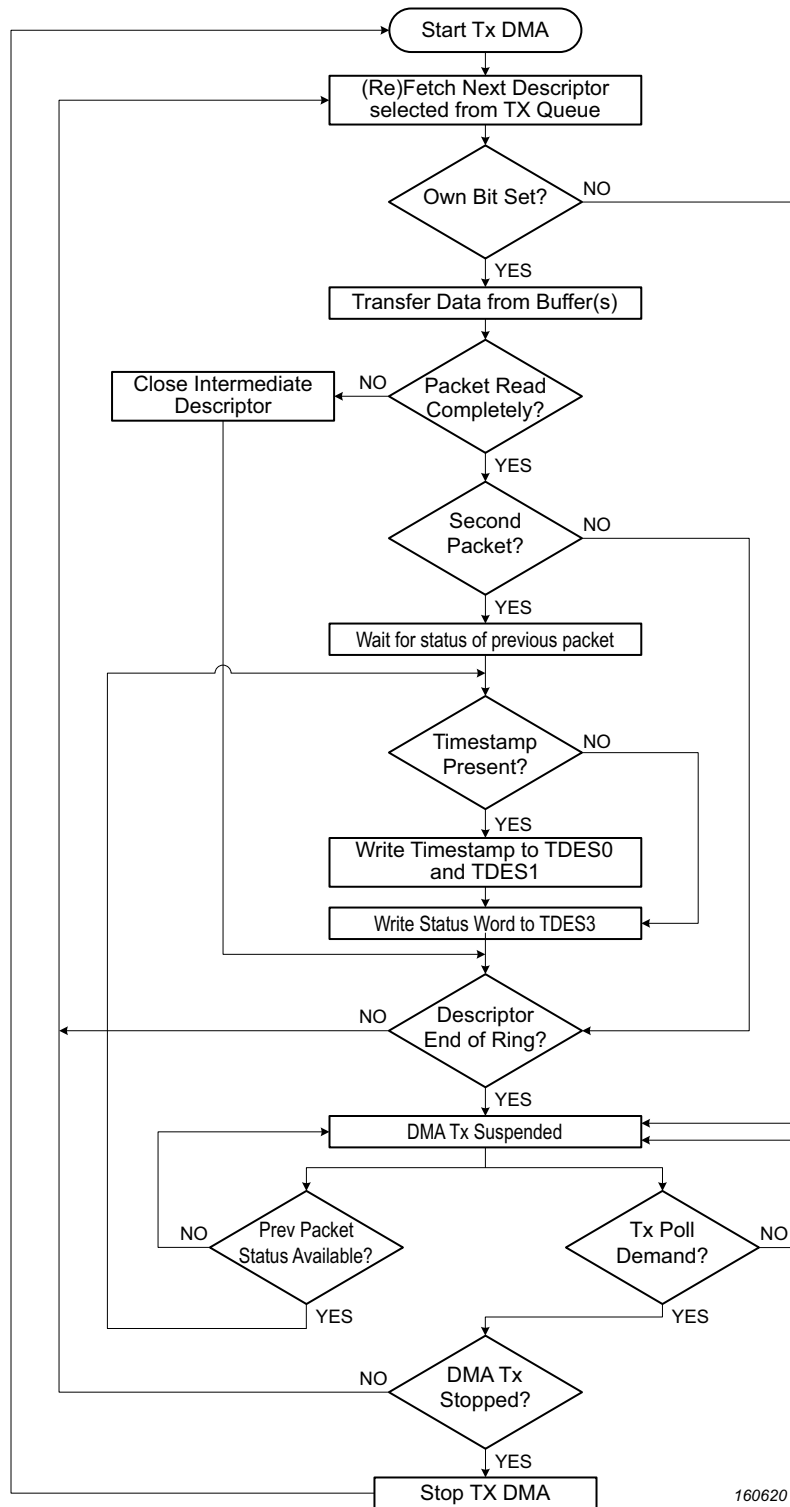 Start Tx DMA
(Re)Fetch Next Descriptor
selected from TX Queue
Own Bit Set?
NO
YES
Transfer Data from Buffer(s)
Close Intermediate
Descriptor
NO
Packet Read
Completely?
YES
Second
Packet?
NO
YES
Wait for status of previous packet
Timestamp
Present?
NO
YES
Write Timestamp to TDES0
and TDES1
Write Status Word to TDES3
NO
Descriptor
End of Ring?
YES
DMA Tx Suspended
NO
Prev Packet
Status Available?
YES
Tx Poll
Demand?
NO
YES
NO
DMA Tx
Stopped?
YES
Stop TX DMA
160620